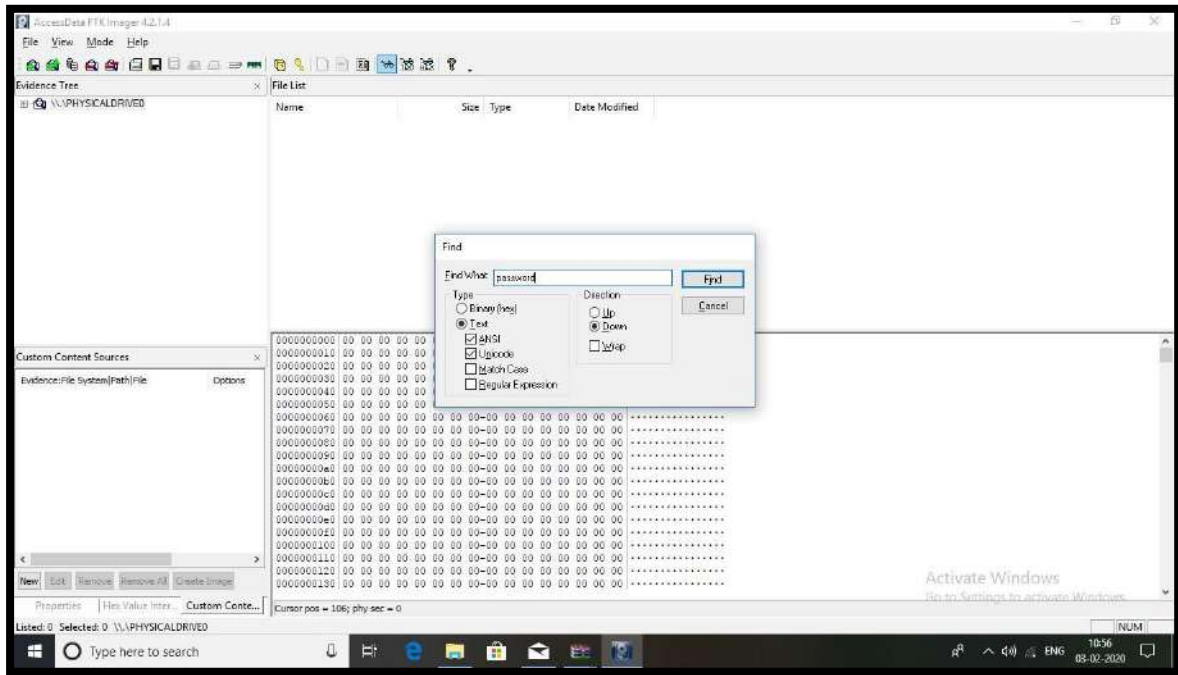 AccessData FTK Imager 4.2.1.4
File View Mode Help
Evidence Tree
\\.\PHYSICALDRIVE0
File List
Name Size Type Date Modified
Find
Find What: password
Find
Cancel
Type
Binary (hex)
Text
ANSI
Unicode
Match Case
Regular Expression
Direction
Up
Down
Wrap
Custom Content Sources
Evidence:File System|Path|File Options
0000000000 00 00 00 00 00
0000000010 00 00 00 00 00
0000000020 00 00 00 00 00
0000000030 00 00 00 00 00
0000000040 00 00 00 00 00
0000000050 00 00 00 00 00
0000000060 00 00 00 00 00 00 00 00-00 00 00 00 00 00 00 00 ················
0000000070 00 00 00 00 00 00 00 00-00 00 00 00 00 00 00 00 ················
0000000080 00 00 00 00 00 00 00 00-00 00 00 00 00 00 00 00 ················
0000000090 00 00 00 00 00 00 00 00-00 00 00 00 00 00 00 00 ················
00000000a0 00 00 00 00 00 00 00 00-00 00 00 00 00 00 00 00 ················
00000000b0 00 00 00 00 00 00 00 00-00 00 00 00 00 00 00 00 ················
00000000c0 00 00 00 00 00 00 00 00-00 00 00 00 00 00 00 00 ················
00000000d0 00 00 00 00 00 00 00 00-00 00 00 00 00 00 00 00 ················
00000000e0 00 00 00 00 00 00 00 00-00 00 00 00 00 00 00 00 ················
00000000f0 00 00 00 00 00 00 00 00-00 00 00 00 00 00 00 00 ················
0000000100 00 00 00 00 00 00 00 00-00 00 00 00 00 00 00 00 ················
0000000110 00 00 00 00 00 00 00 00-00 00 00 00 00 00 00 00 ················
0000000120 00 00 00 00 00 00 00 00-00 00 00 00 00 00 00 00 ················
0000000130 00 00 00 00 00 00 00 00-00 00 00 00 00 00 00 00 ················
New Edit Remove Remove All Create Image
Properties Hex Value Inter... Custom Conte...
Cursor pos = 106; phy sec = 0
Activate Windows
Go to Settings to activate Windows.
Listed: 0 Selected: 0 \\.\PHYSICALDRIVE0
NUM
Type here to search
ENG
10:56
03-02-2020